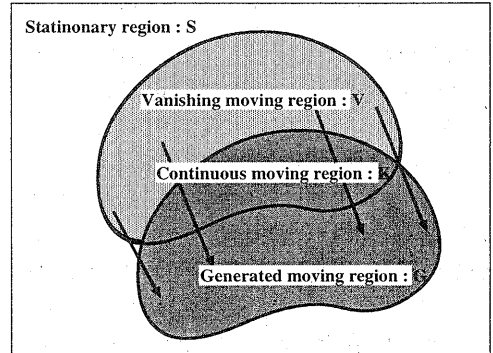 Statinonary region : S
Vanishing moving region : V
Continuous moving region : K
Generated moving region : G